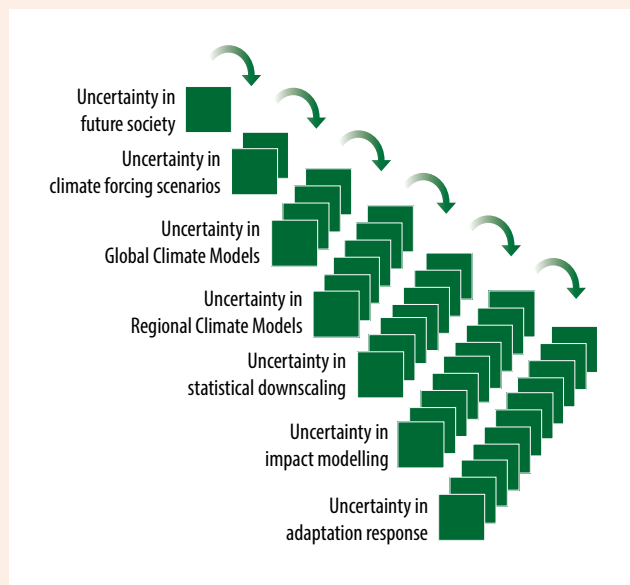 Uncertainty in
future society
Uncertainty in
climate forcing scenarios
Uncertainty in
Global Climate Models
Uncertainty in
Regional Climate Models
Uncertainty in
statistical downscaling
Uncertainty in
impact modelling
Uncertainty in
adaptation response